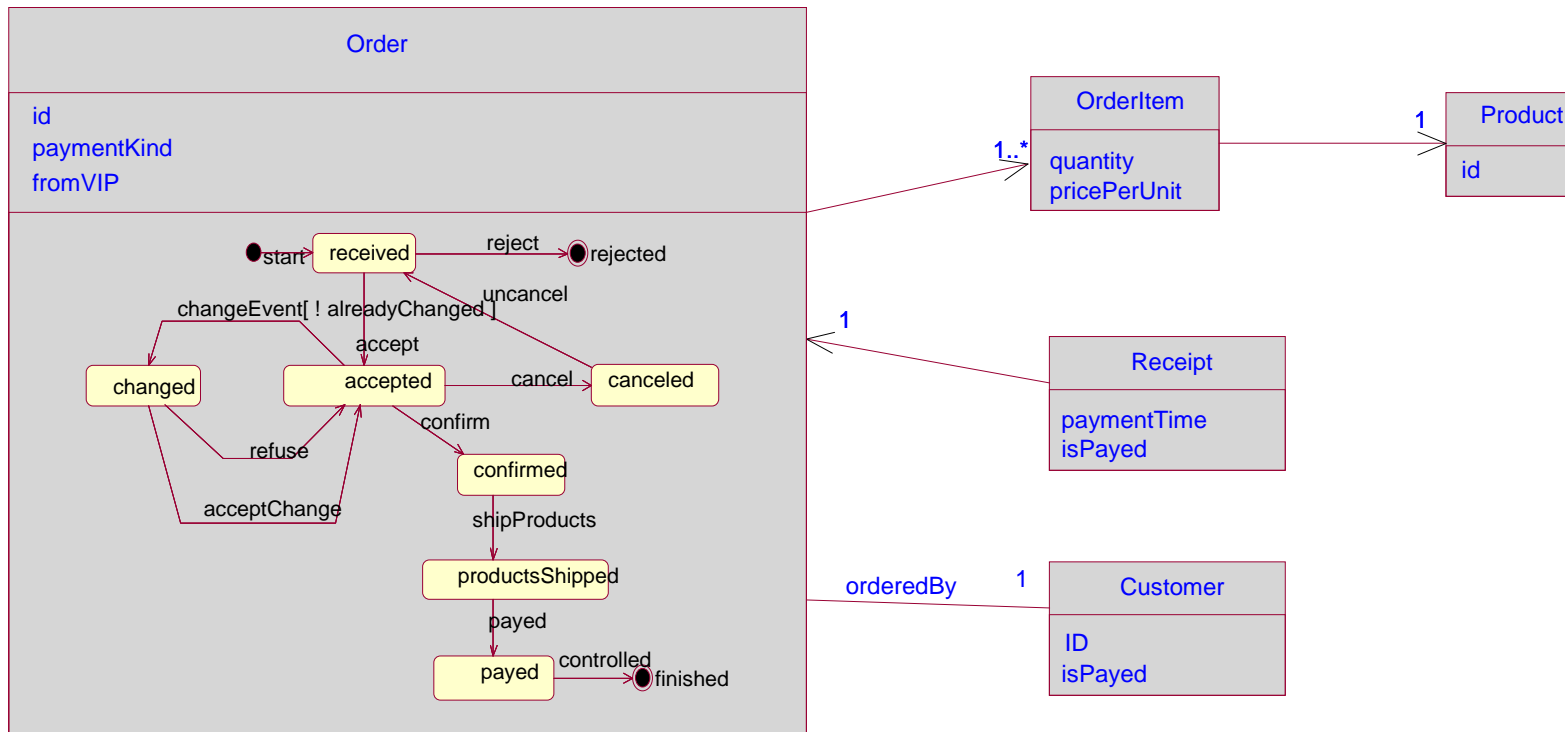 Order
id
paymentKind
fromVIP
start
received
reject
rejected
uncancel
changeEvent[ ! alreadyChanged ]
accept
changed
accepted
cancel
canceled
confirm
refuse
confirmed
acceptChange
shipProducts
productsShipped
payed
payed
controlled
finished
1..*
OrderItem
quantity
pricePerUnit
1
Product
id
1
Receipt
paymentTime
isPayed
orderedBy
1
Customer
ID
isPayed